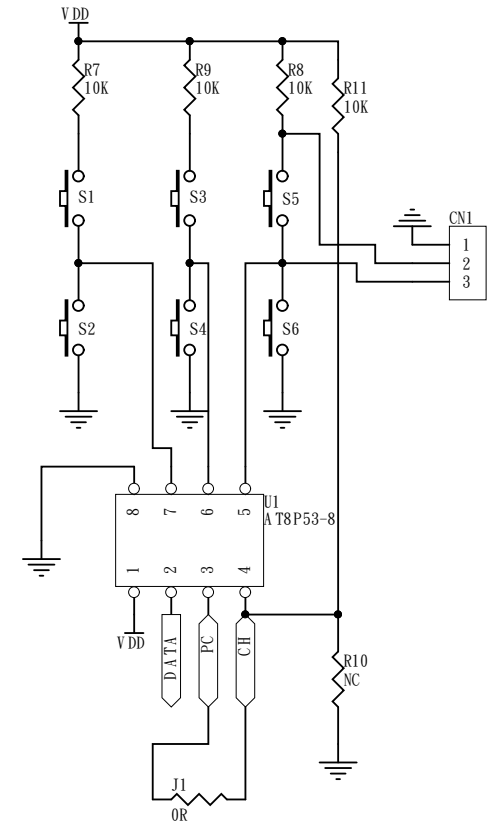 VDD
R7
10K
R9
10K
R8
10K
R11
10K
S1
S3
S5
CN1
1
2
3
S2
S4
S6
U1
AT8P53-8
8
7
6
5
1
2
3
4
VDD
DATA
PC
CH
R10
NC
J1
0R